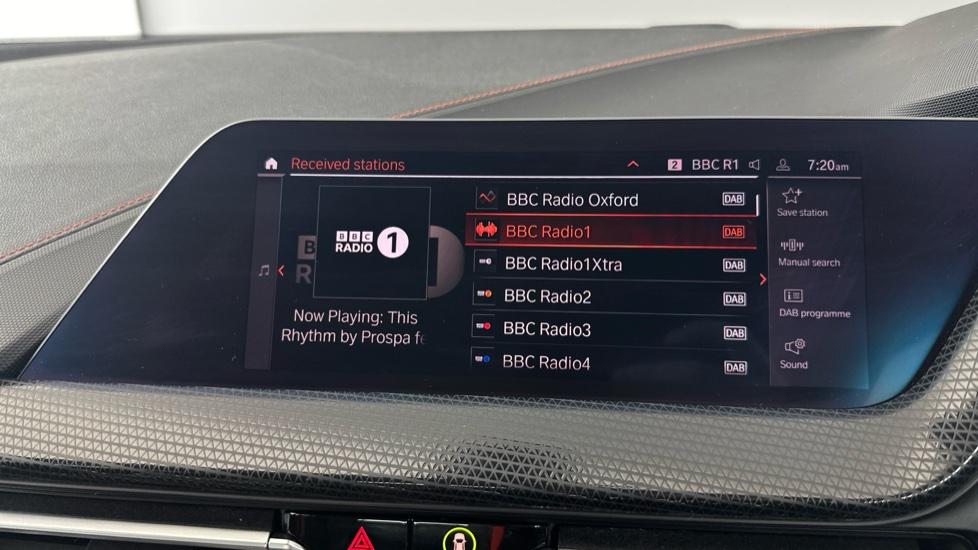 Received stations
2 BBC R1
7:20am
BBC
RADIO 1
Now Playing: This
Rhythm by Prospa
BBC Radio Oxford DAB
BBC Radio1 DAB
BBC Radio1Xtra DAB
BBC Radio2 DAB
BBC Radio3 DAB
BBC Radio4 DAB
Save station
Manual search
DAB programme
Sound